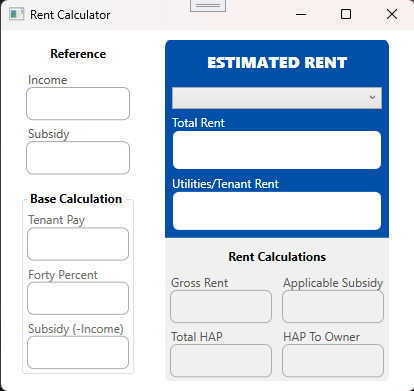 Rent Calculator
Reference
Income
Subsidy
Base Calculation
Tenant Pay
Forty Percent
Subsidy (-Income)
ESTIMATED RENT
Total Rent
Utilities/Tenant Rent
Rent Calculations
Gross Rent
Applicable Subsidy
Total HAP
HAP To Owner